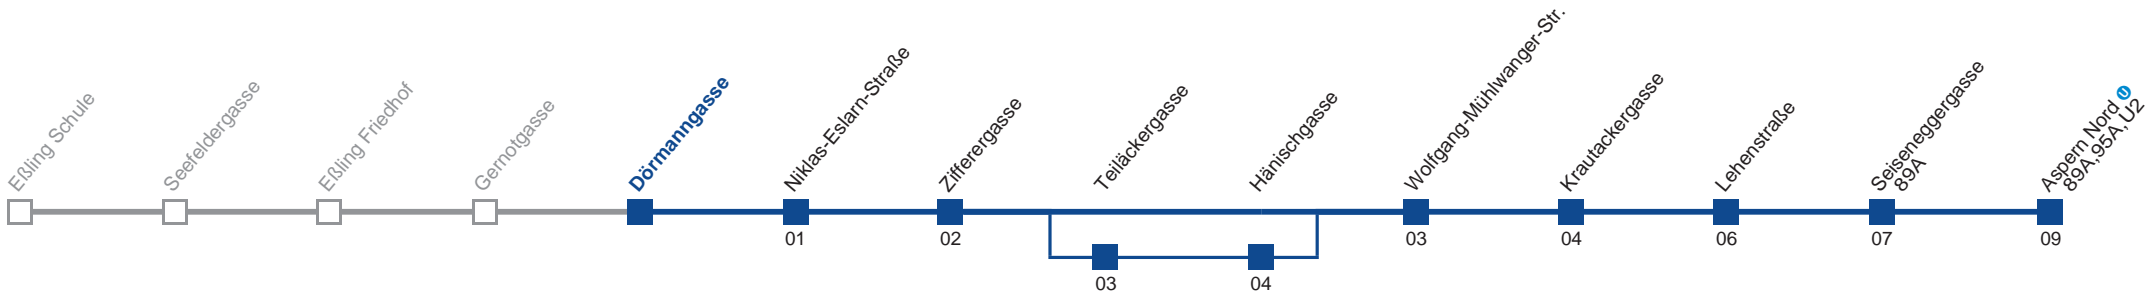 Eßling Schule
Seefeldergasse
Eßling Friedhof
Gernotgasse
Dörmanngasse
Niklas-Eslarn-Straße
Zifferergasse
Teiläckergasse
Hänischgasse
Wolfgang-Mühlwanger-Str.
Krautackergasse
Lehenstraße
Seiseneggergasse
89A
Aspern Nord U
89A,95A,U2
01
02
03
04
06
07
09
03
04